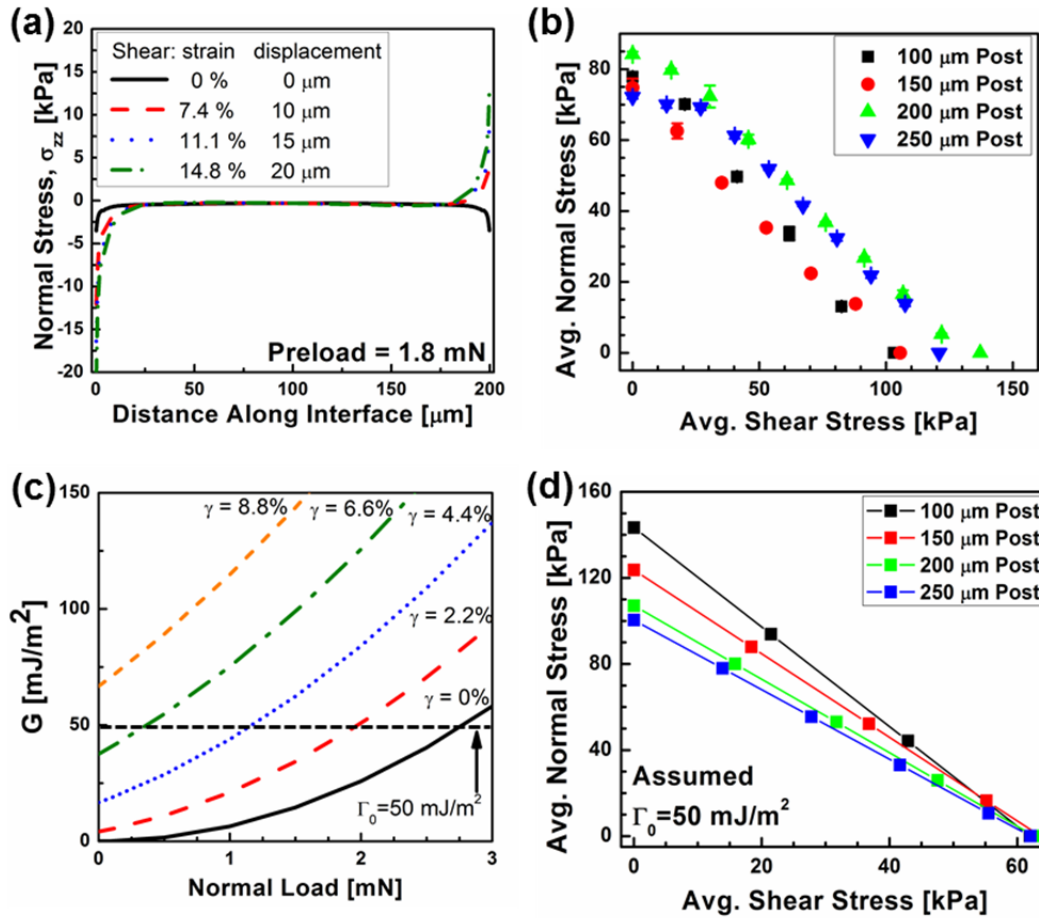 (a)
20
15
10
5
0
-5
-10
-15
-20
Normal Stress, σzz [kPa]
Shear: strain displacement
0 % 0 μm
7.4 % 10 μm
11.1 % 15 μm
14.8 % 20 μm
Preload = 1.8 mN
0 50 100 150 200
Distance Along Interface [μm]
(b)
80
60
40
20
0
Avg. Normal Stress [kPa]
100 μm Post
150 μm Post
200 μm Post
250 μm Post
0 50 100 150
Avg. Shear Stress [kPa]
(c)
150
100
50
0
G [mJ/m²]
γ = 8.8%
γ = 6.6%
γ = 4.4%
γ = 2.2%
γ = 0%
Γ₀=50 mJ/m²
0 1 2 3
Normal Load [mN]
(d)
160
120
80
40
0
Avg. Normal Stress [kPa]
100 μm Post
150 μm Post
200 μm Post
250 μm Post
Assumed
Γ₀=50 mJ/m²
0 20 40 60
Avg. Shear Stress [kPa]